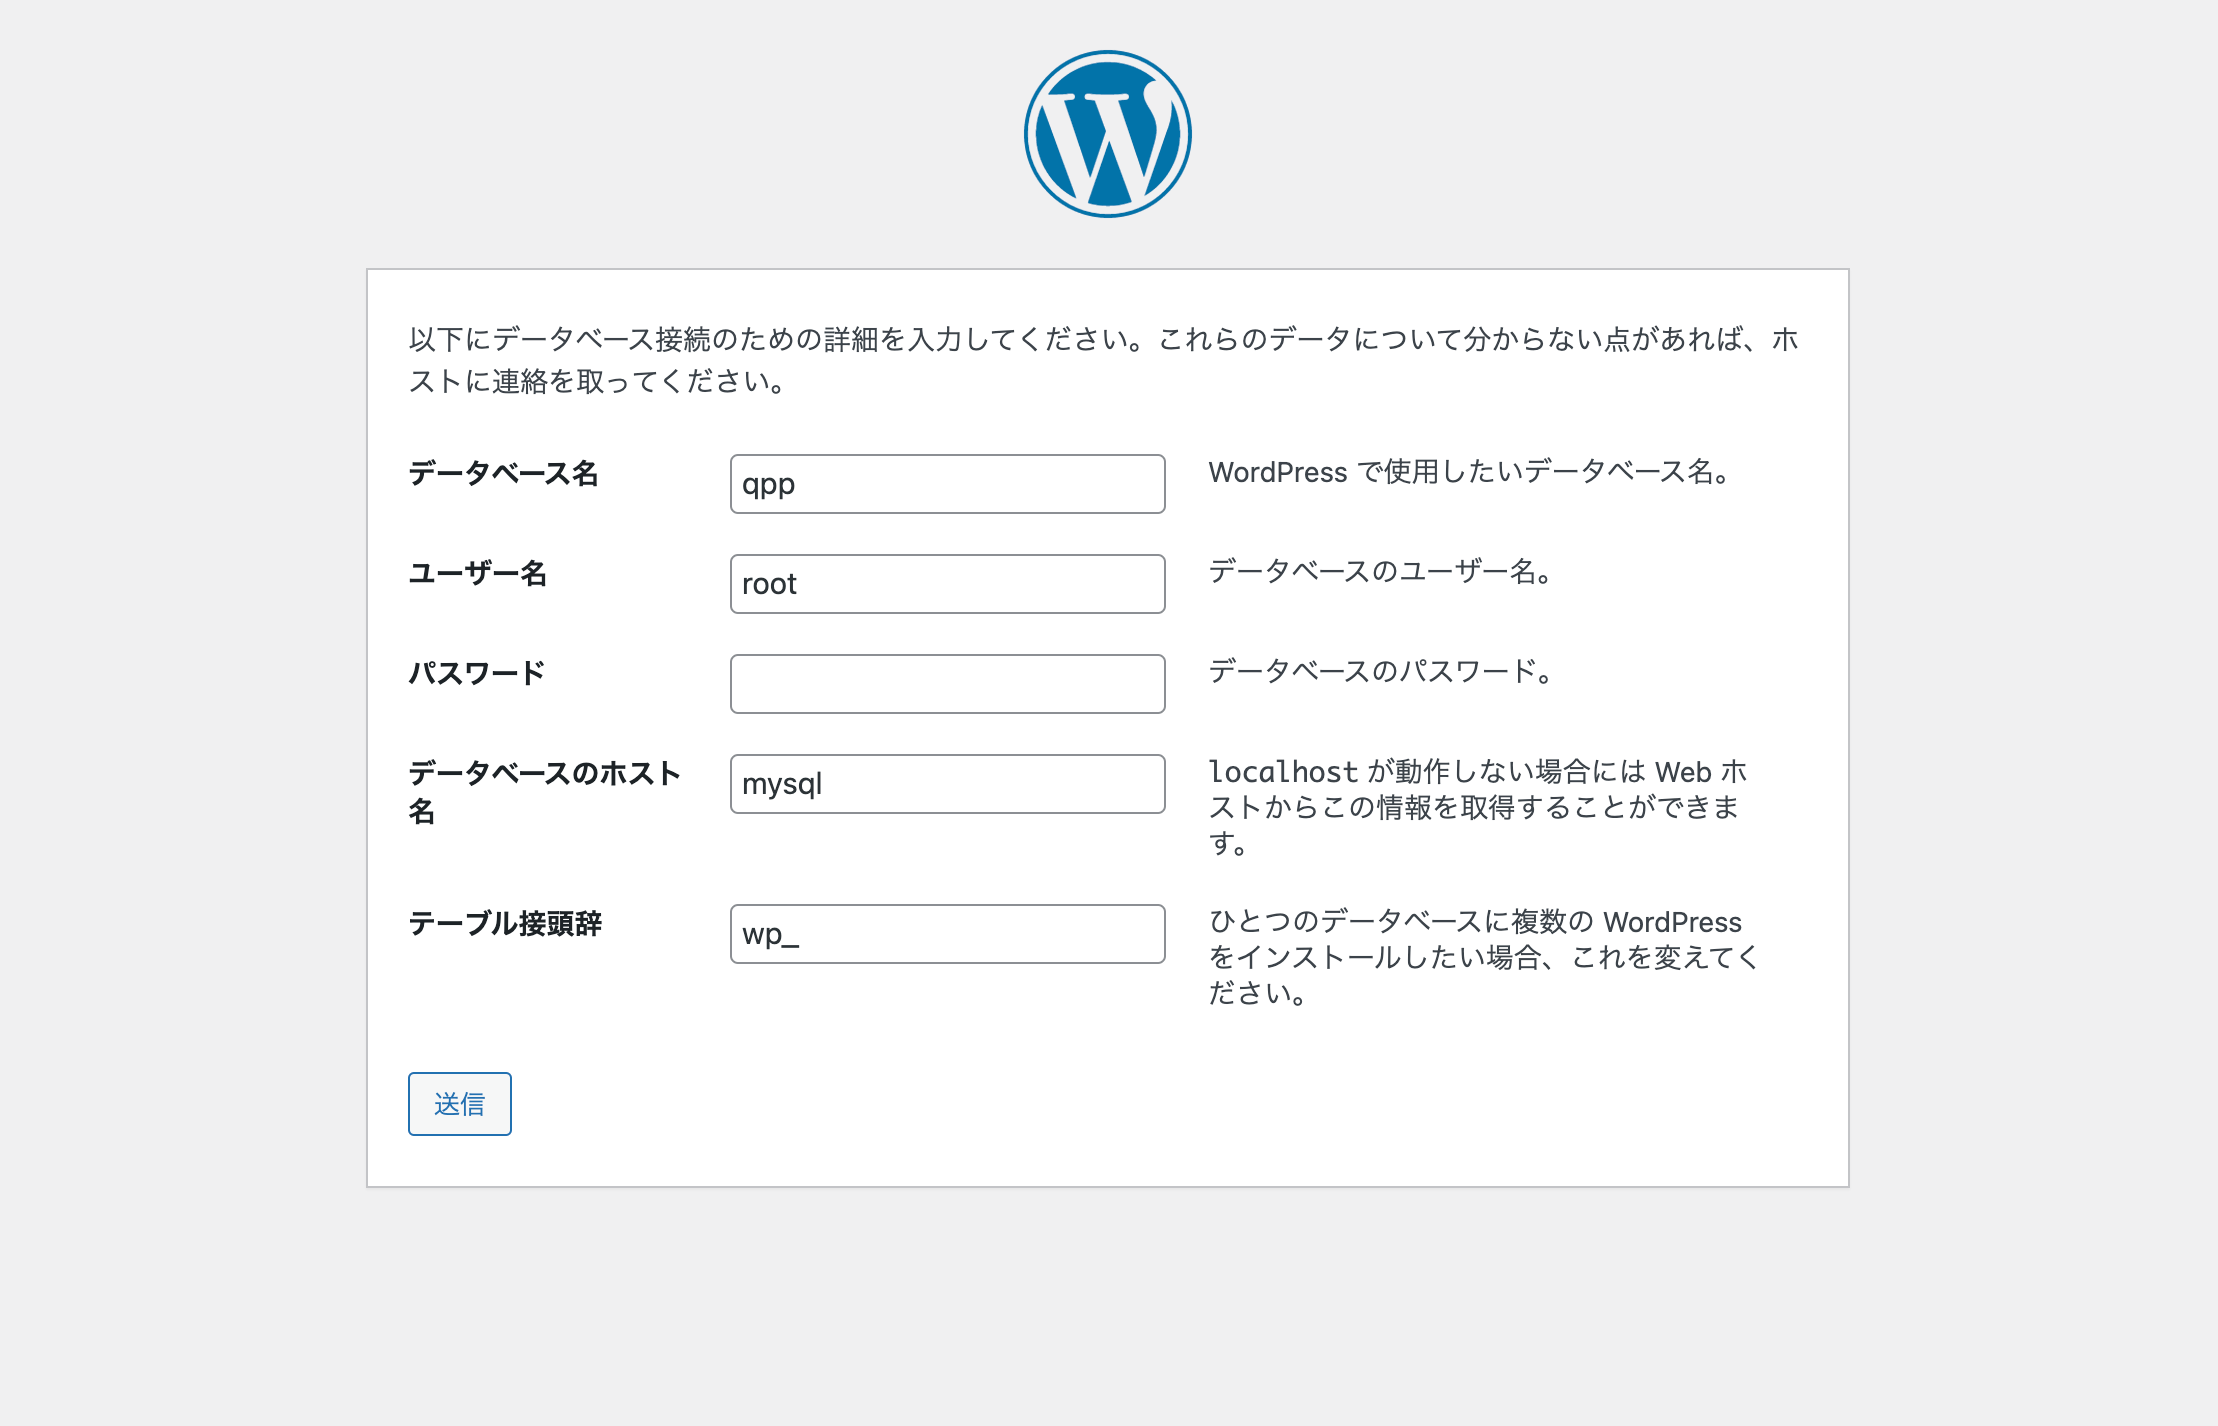 以下にデータベース接続のための詳細を入力してください。これらのデータについて分からない点があれば、ホ
ストに連絡を取ってください。
データベース名
qpp
WordPress で使用したいデータベース名。
ユーザー名
root
データベースのユーザー名。
パスワード
データベースのパスワード。
データベースのホスト
名
mysql
localhost が動作しない場合には Web ホ
ストからこの情報を取得することができま
す。
テーブル接頭辞
wp_
ひとつのデータベースに複数の WordPress
をインストールしたい場合、これを変えてく
ださい。
送信